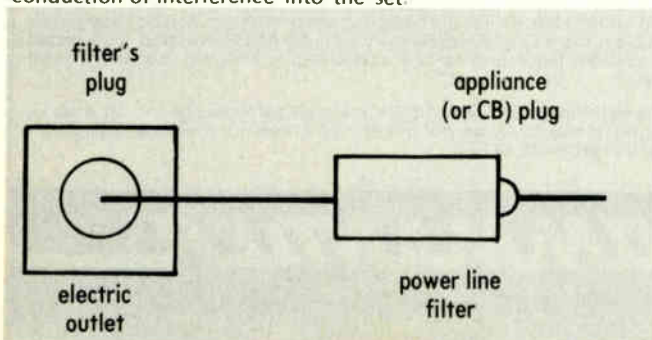 conduction of interference into the set.
filter's
plug
appliance
(or CB) plug
electric
outlet
power line
filter